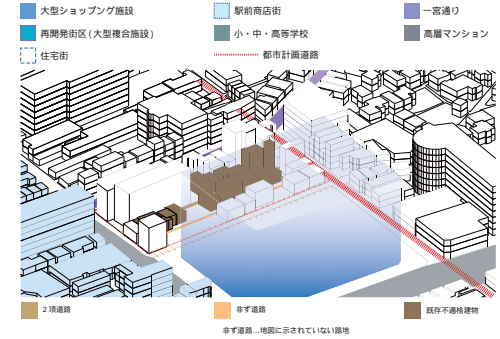 大型ショップング施設
駅前商店街
一宮通り
再開発街区(大型複合施設)
小・中・高等学校
高層マンション
住宅街
都市計画道路
2項道路
非ず道路
既存不適格建物
非ず道路…地図に示されていない路地